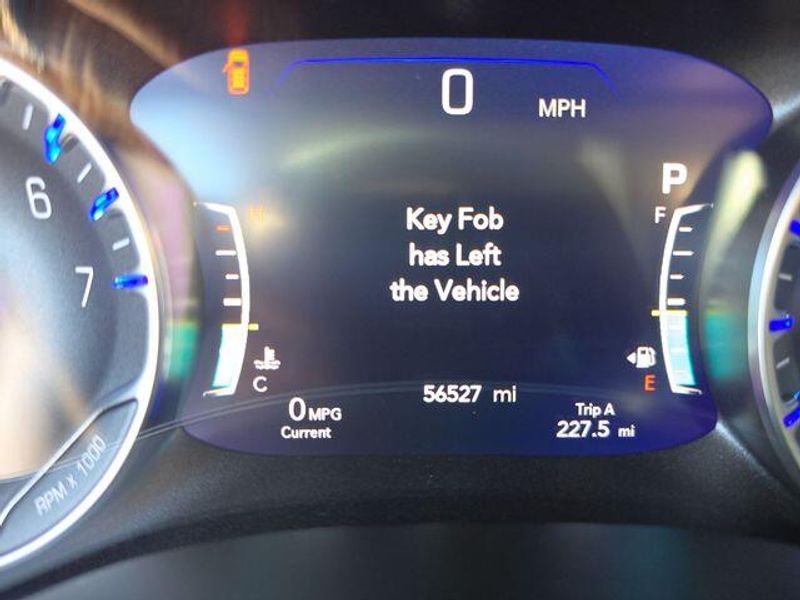 0 MPH
P
6
7
H
F
Key Fob
has Left
the Vehicle
C
E
56527 mi
0 MPG
Current
Trip A
227.5 mi
RPM x 1000